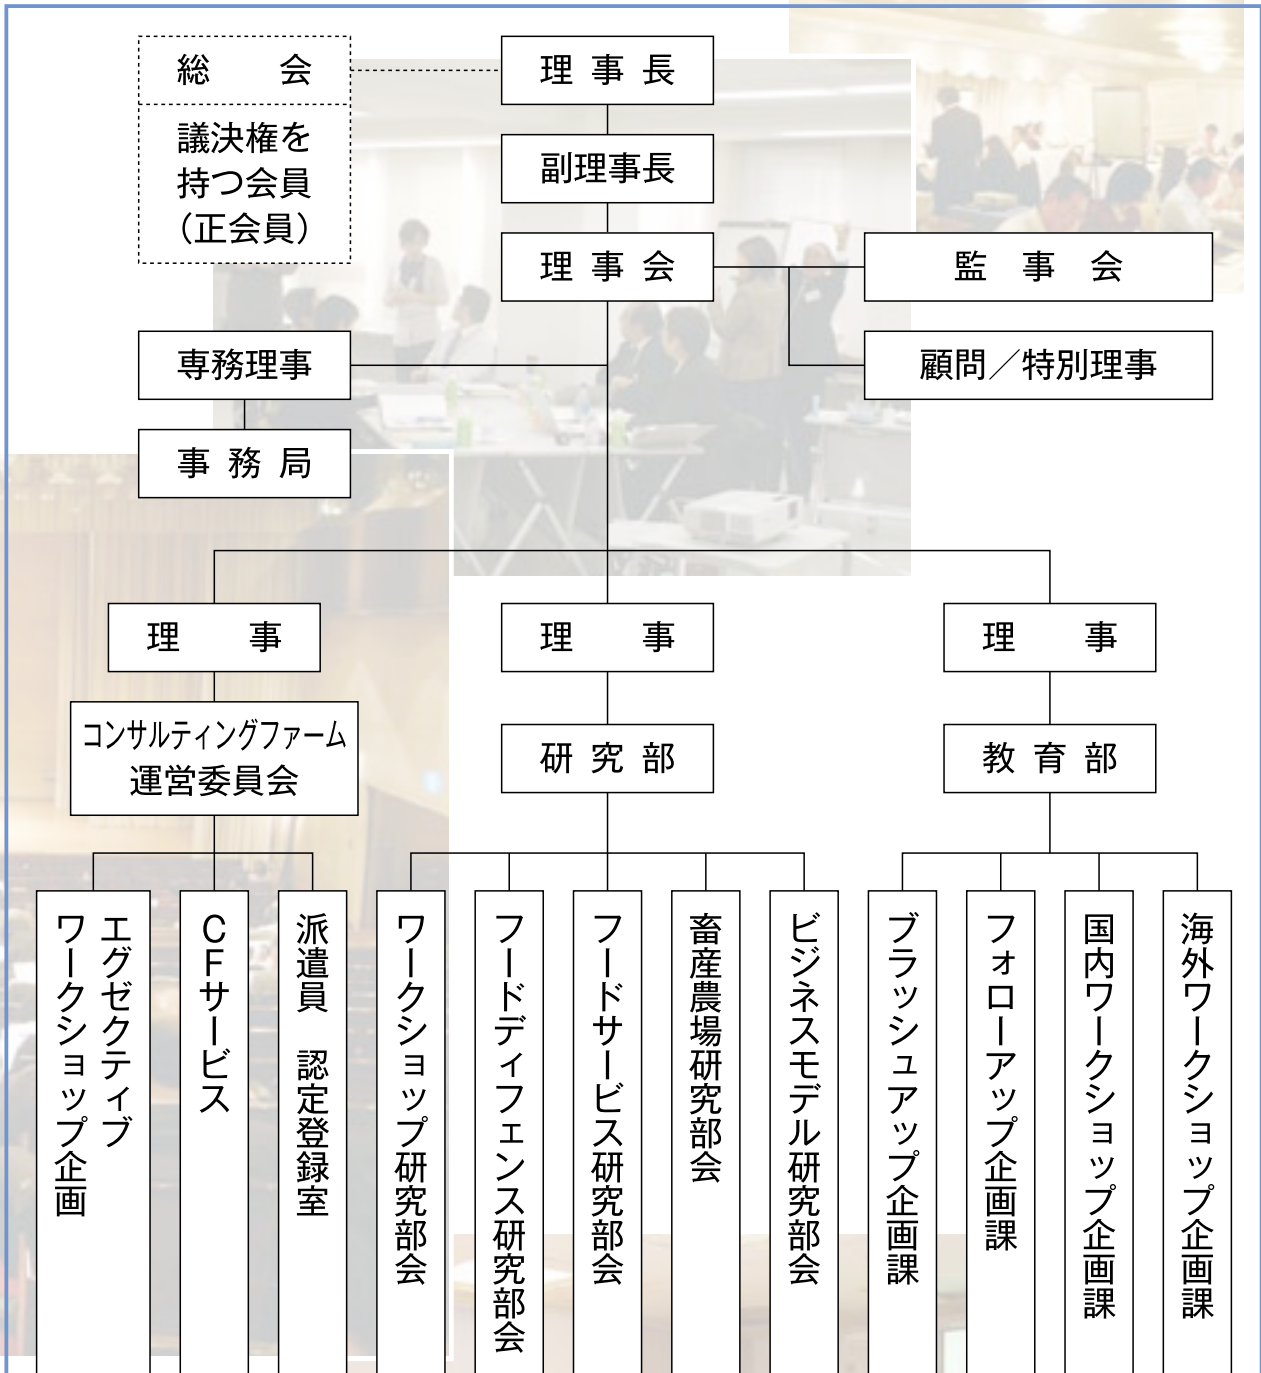 総　会
議決権を
持つ会員
（正会員）
理事長
副理事長
理事会
監事会
顧問／特別理事
専務理事
事務局
理　事
コンサルティングファーム
運営委員会
理　事
研究部
理　事
教育部
エグゼクティブ
ワークショップ企画
ＣＦサービス
派遣員　認定登録室
ワークショップ研究部会
フードディフェンス研究部会
フードサービス研究部会
畜産農場研究部会
ビジネスモデル研究部会
ブラッシュアップ企画課
フォローアップ企画課
国内ワークショップ企画課
海外ワークショップ企画課